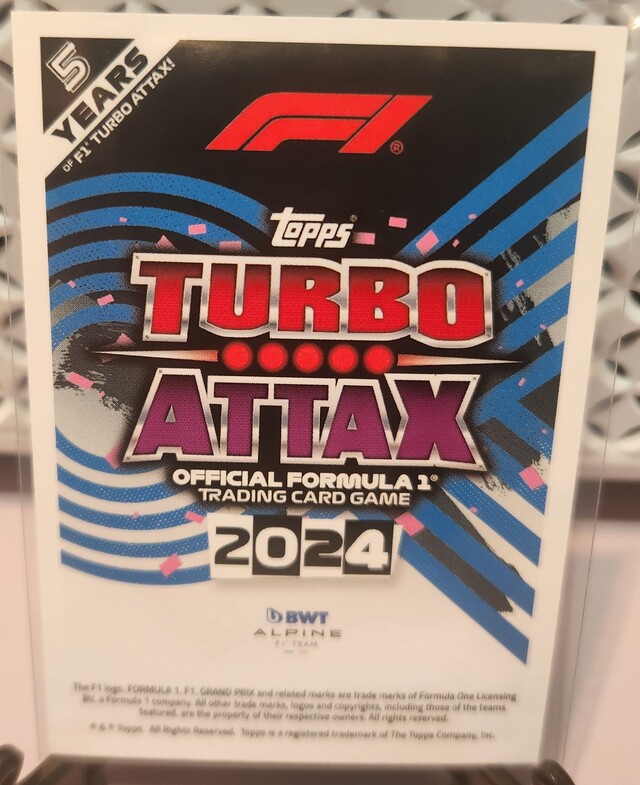 5
YEARS
OF F1® TURBO ATTAX!
F1®
Topps®
TURBO
ATTAX
OFFICIAL FORMULA 1®
TRADING CARD GAME
2024
BWT
ALPINE
F1® TEAM
The F1 logo, FORMULA 1, F1, GRAND PRIX and related marks are trade marks of Formula One Licensing
BV, a Formula 1 company. All other trade marks, logos and copyrights, including those of the teams
featured, are the property of their respective owners. All rights reserved.
® & © Topps. All Rights Reserved. Topps is a registered trademark of The Topps Company, Inc.